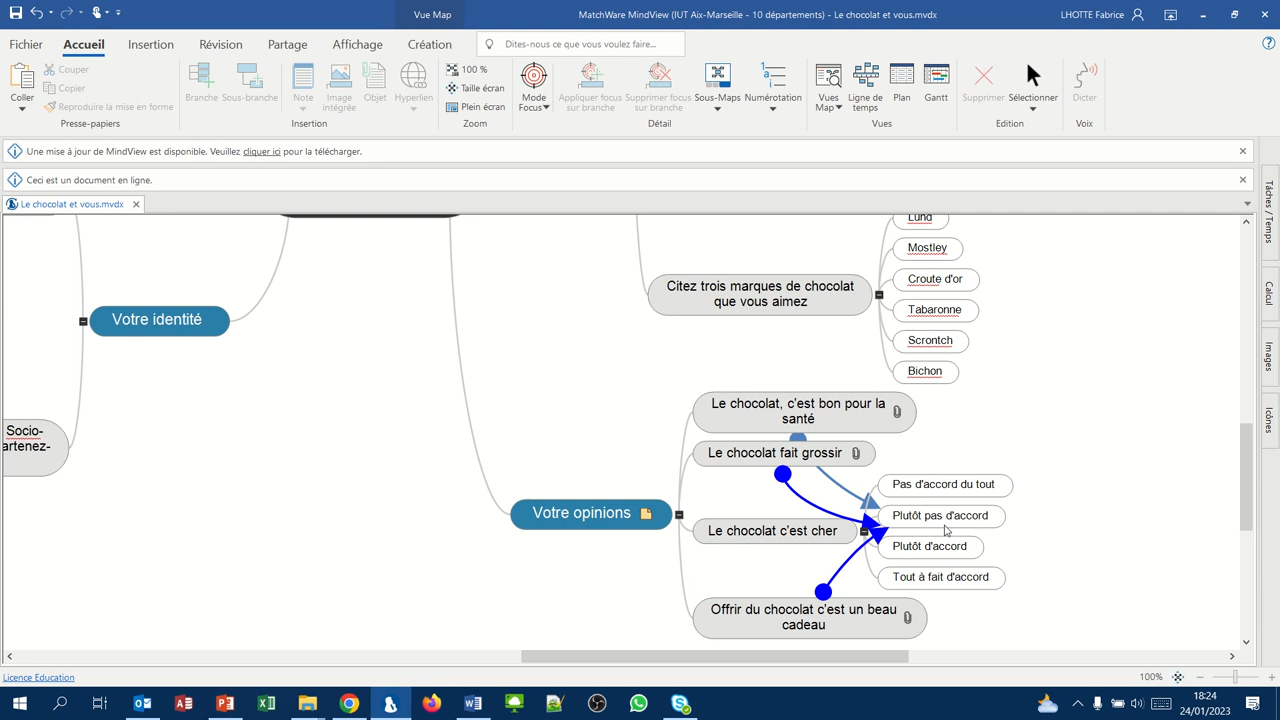 Vue Map
MatchWare MindView (IUT Aix-Marseille - 10 départements) - Le chocolat et vous.mvdx
LHOTTE Fabrice
Fichier
Accueil
Insertion
Révision
Partage
Affichage
Création
Dites-nous ce que vous voulez faire...
Coller
Couper
Copier
Reproduire la mise en forme
Presse-papiers
Branche
Sous-branche
Note
Image intégrée
Objet
Hyperlien
Insertion
100 %
Taille écran
Plein écran
Zoom
Mode Focus
Appliquer focus sur branche
Supprimer focus sur branche
Sous-Maps
Numérotation
Détail
Vues Map
Ligne de temps
Plan
Gantt
Vues
Supprimer
Sélectionner
Edition
Dicter
Voix
Une mise à jour de MindView est disponible. Veuillez cliquer ici pour la télécharger.
Ceci est un document en ligne.
Le chocolat et vous.mvdx
Tâches / Temps
Calcul
Images
Icônes
Lund
Mostley
Croute d'or
Tabaronne
Scrontch
Bichon
Citez trois marques de chocolat
que vous aimez
Votre identité
Socio-
artenez-
Votre opinions
Le chocolat, c'est bon pour la
santé
Le chocolat fait grossir
Le chocolat c'est cher
Offrir du chocolat c'est un beau
cadeau
Pas d'accord du tout
Plutôt pas d'accord
Plutôt d'accord
Tout à fait d'accord
Licence Education
100%
18:24
24/01/2023